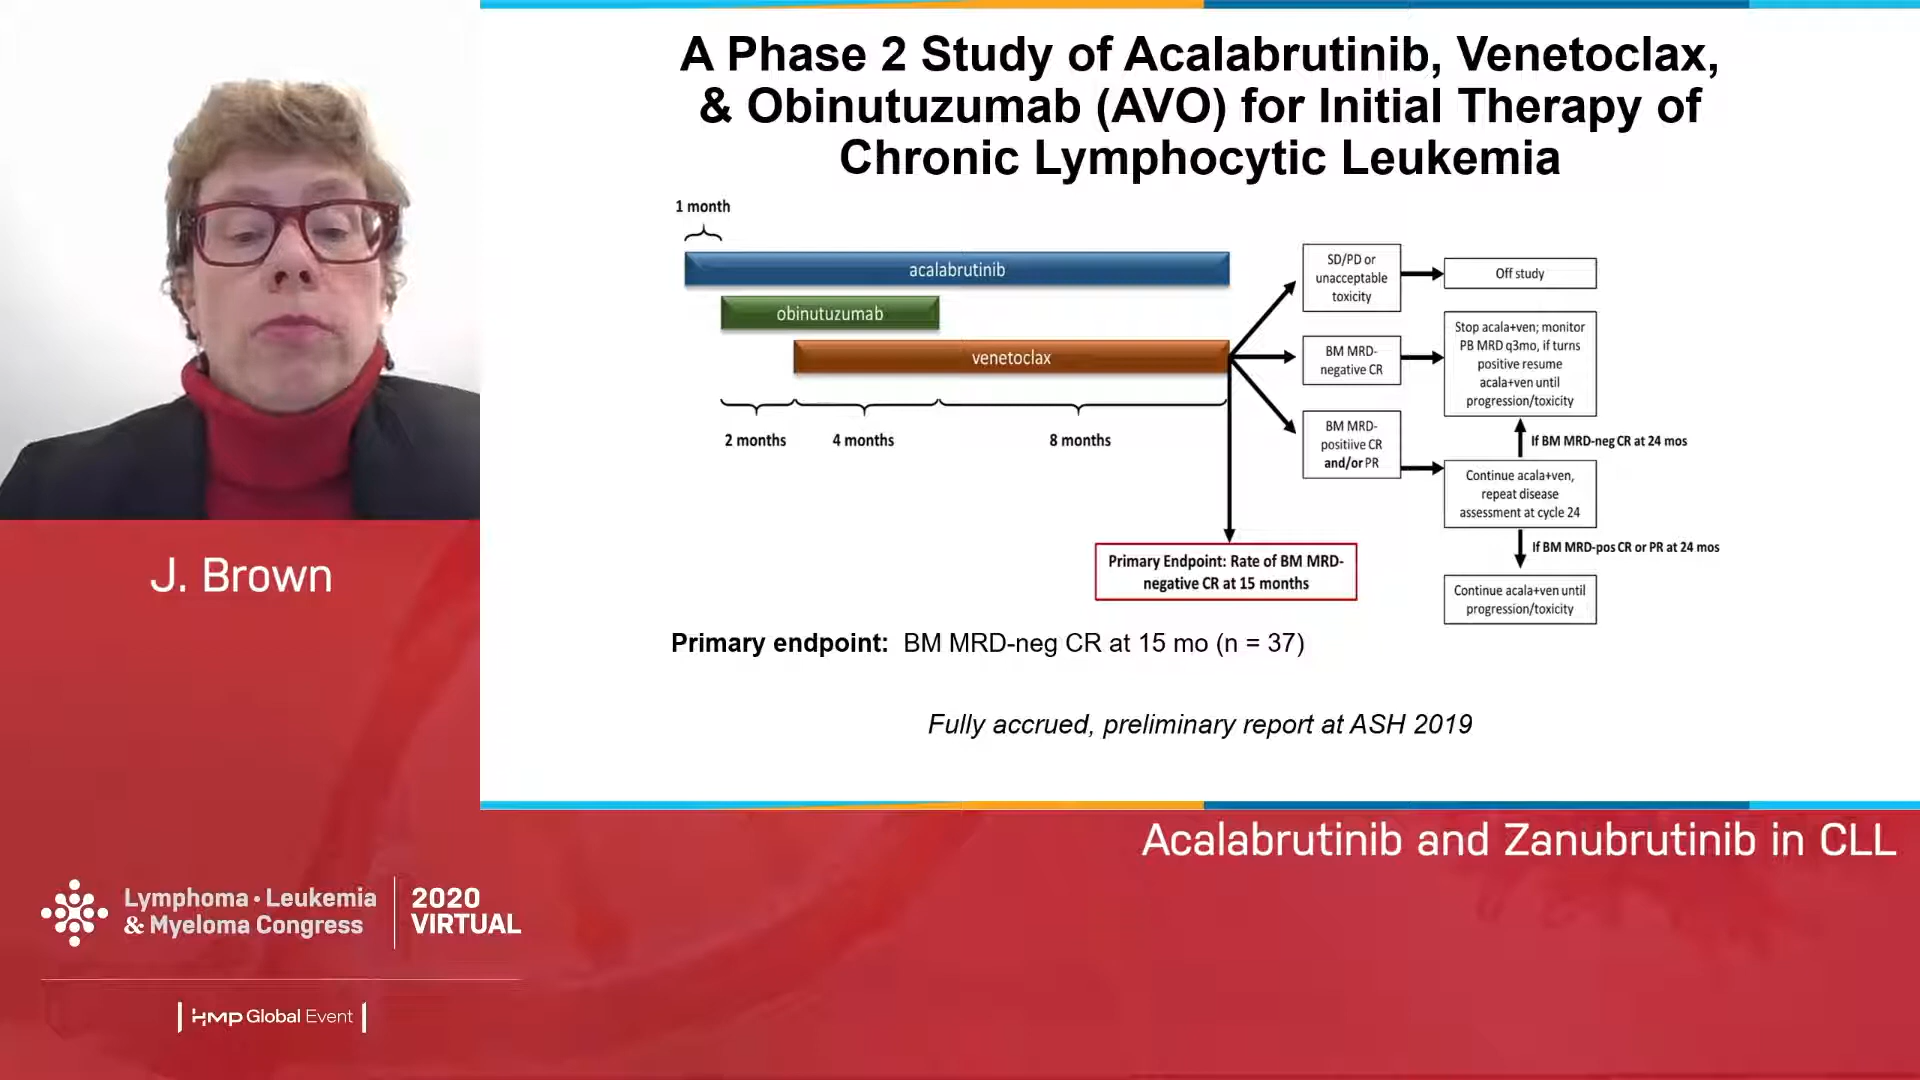 A Phase 2 Study of Acalabrutinib, Venetoclax,
& Obinutuzumab (AVO) for Initial Therapy of
Chronic Lymphocytic Leukemia
1 month
acalabrutinib
obinutuzumab
venetoclax
2 months
4 months
8 months
SD/PD or
unacceptable
toxicity
Off study
BM MRD-
negative CR
Stop acala+ven; monitor
PB MRD q3mo, if turns
positive resume
acala+ven until
progression/toxicity
BM MRD-
positiive CR
and/or PR
If BM MRD-neg CR at 24 mos
Continue acala+ven,
repeat disease
assessment at cycle 24
If BM MRD-pos CR or PR at 24 mos
Continue acala+ven until
progression/toxicity
Primary Endpoint: Rate of BM MRD-
negative CR at 15 months
Primary endpoint: BM MRD-neg CR at 15 mo (n = 37)
Fully accrued, preliminary report at ASH 2019
J. Brown
Acalabrutinib and Zanubrutinib in CLL
Lymphoma • Leukemia
& Myeloma Congress
2020
VIRTUAL
HMP Global Event